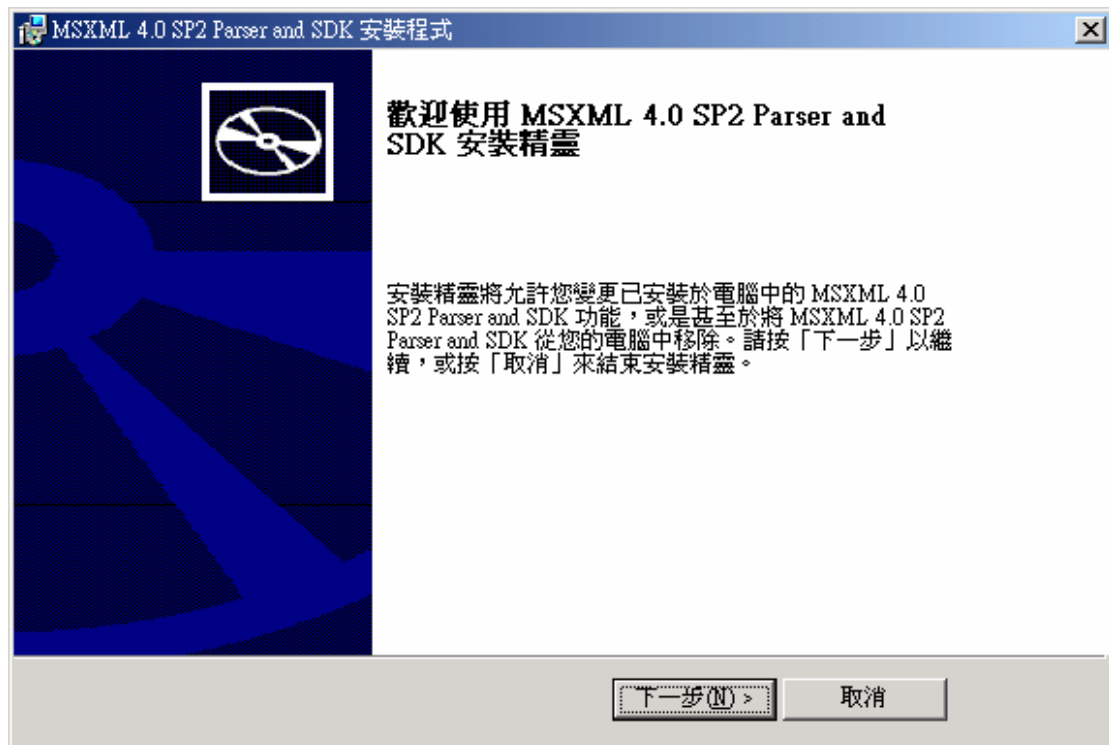 MSXML 4.0 SP2 Parser and SDK 安裝程式
歡迎使用 MSXML 4.0 SP2 Parser and
SDK 安裝精靈
安裝精靈將允許您變更已安裝於電腦中的 MSXML 4.0
SP2 Parser and SDK 功能，或是甚至於將 MSXML 4.0 SP2
Parser and SDK 從您的電腦中移除。請按「下一步」以繼
續，或按「取消」來結束安裝精靈。
下一步(N) >
取消